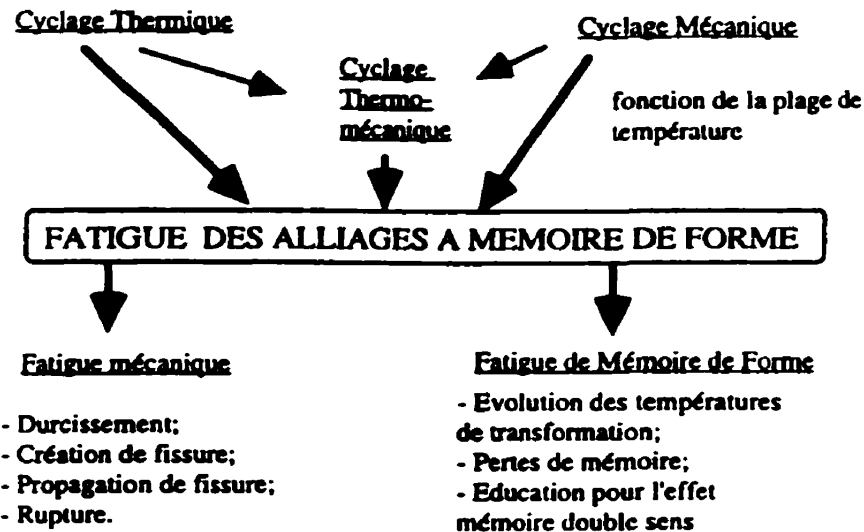 Cyclage Thermique
Cyclage Mécanique
Cyclage
Thermo-
mécanique
fonction de la plage de
température
FATIGUE DES ALLIAGES A MEMOIRE DE FORME
Fatigue mécanique
- Durcissement;
- Création de fissure;
- Propagation de fissure;
- Rupture.
Fatigue de Mémoire de Forme
- Evolution des températures
de transformation;
- Pertes de mémoire;
- Education pour l'effet
mémoire double sens